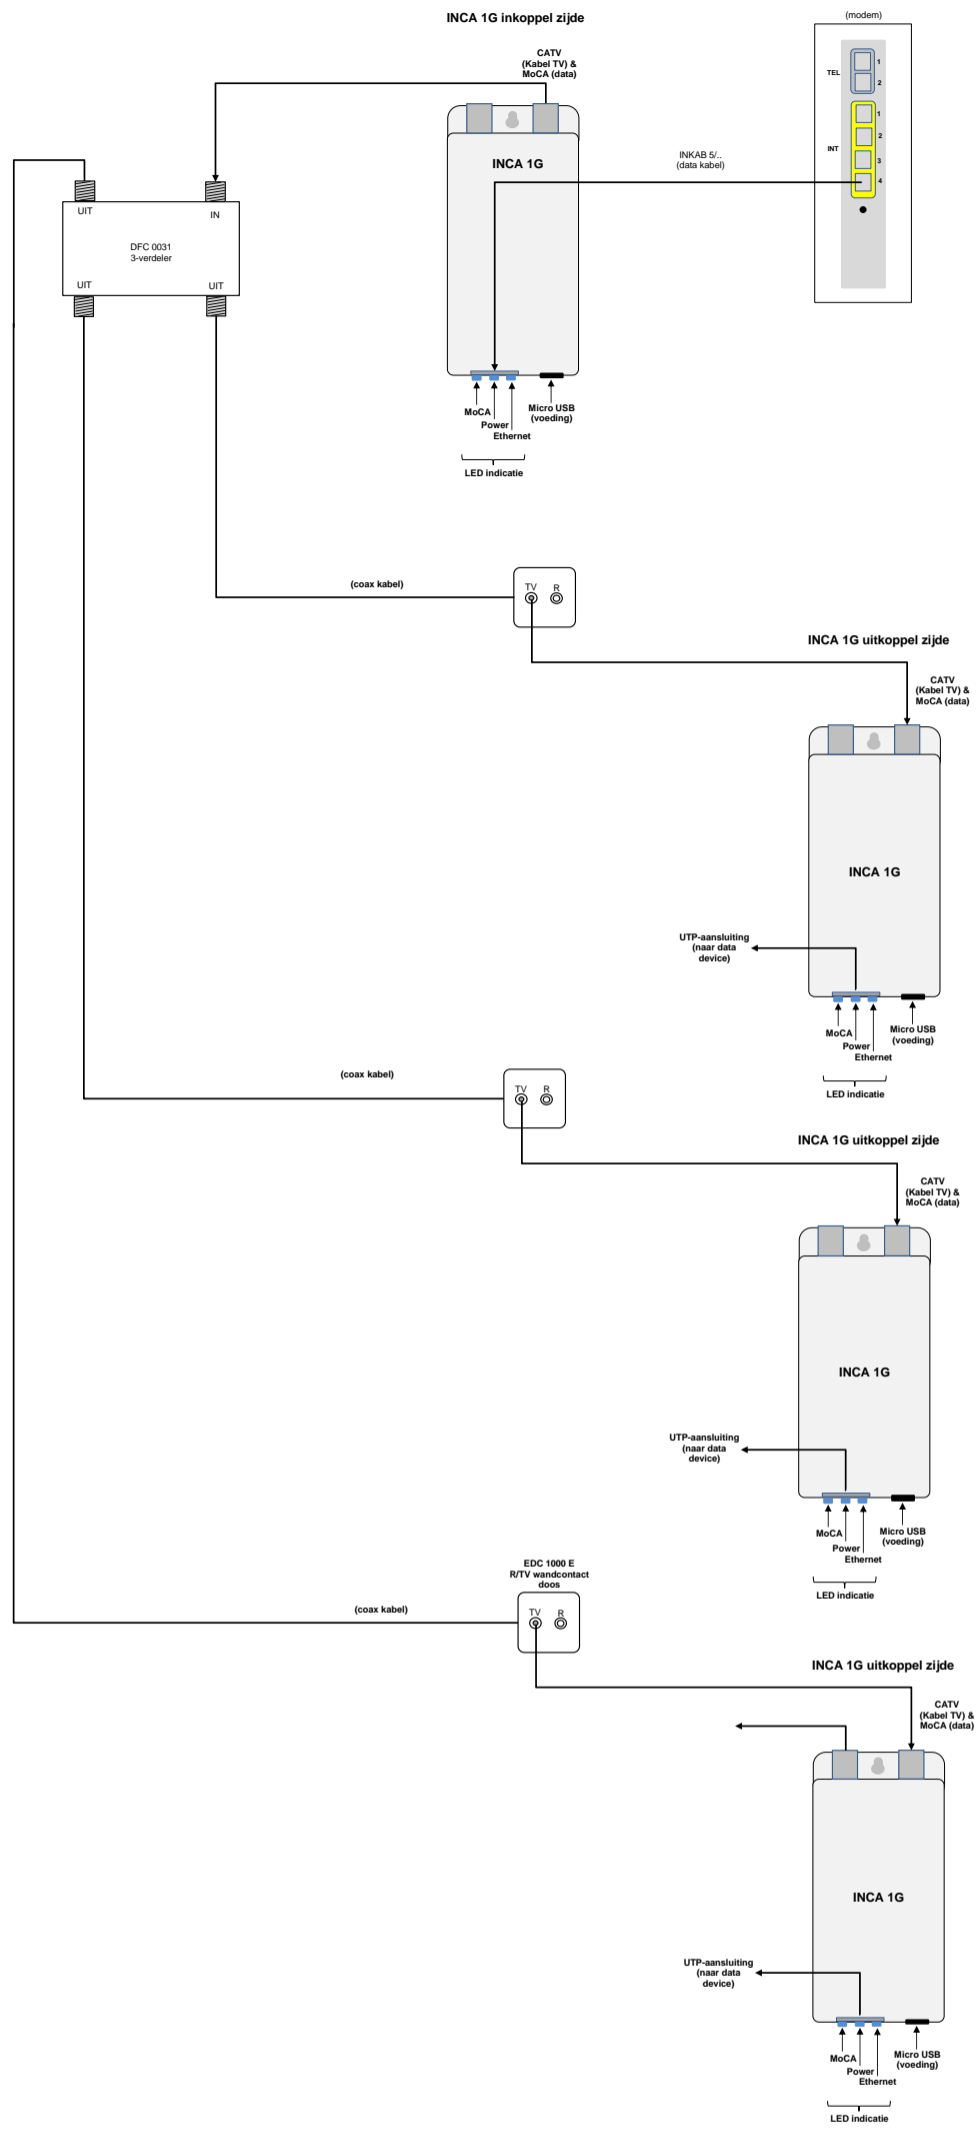 INCA 1G inkoppel zijde
(modem)
CATV
(Kabel TV) &
MoCA (data)
TEL
1
2
INT
1
2
3
4
INCA 1G
INKAB 5/..
(data kabel)
UIT
IN
DFC 0031
3-verdeler
UIT
UIT
MoCA
Power
Ethernet
Micro USB
(voeding)
LED indicatie
(coax kabel)
TV
R
INCA 1G uitkoppel zijde
CATV
(Kabel TV) &
MoCA (data)
INCA 1G
UTP-aansluiting
(naar data
device)
MoCA
Power
Ethernet
Micro USB
(voeding)
LED indicatie
(coax kabel)
TV
R
INCA 1G uitkoppel zijde
CATV
(Kabel TV) &
MoCA (data)
INCA 1G
UTP-aansluiting
(naar data
device)
MoCA
Power
Ethernet
Micro USB
(voeding)
LED indicatie
EDC 1000 E
R/TV wandcontact
doos
(coax kabel)
TV
R
INCA 1G uitkoppel zijde
CATV
(Kabel TV) &
MoCA (data)
INCA 1G
UTP-aansluiting
(naar data
device)
MoCA
Power
Ethernet
Micro USB
(voeding)
LED indicatie